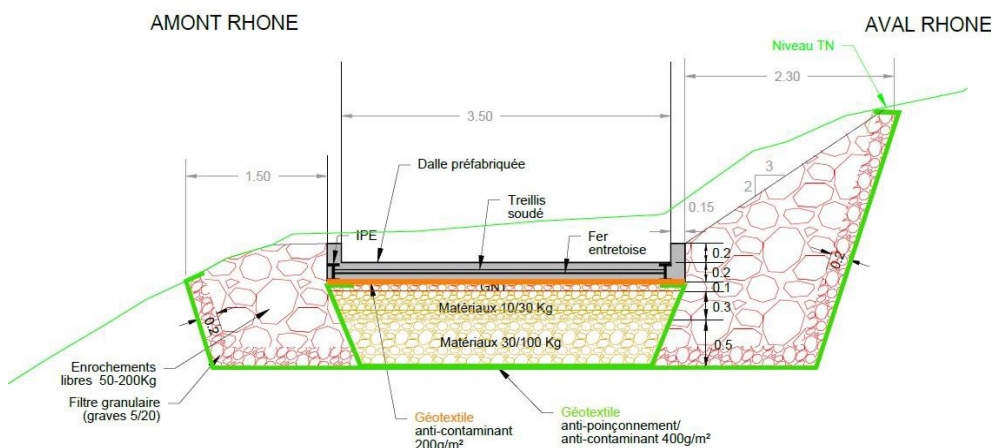 AMONT RHONE
AVAL RHONE
Niveau TN
2.30
3.50
Dalle préfabriquée
1.50
3
2
0.15
Treillis
soudé
IPE
Fer
entretoise
0.2
0.2
0.1
GNT
Matériaux 10/30 Kg
0.3
0.2
0.2
Matériaux 30/100 Kg
0.5
Enrochements
libres 50-200Kg
Filtre granulaire
(graves 5/20)
Géotextile
anti-contaminant
200g/m²
Géotextile
anti-poinçonnement/
anti-contaminant 400g/m²